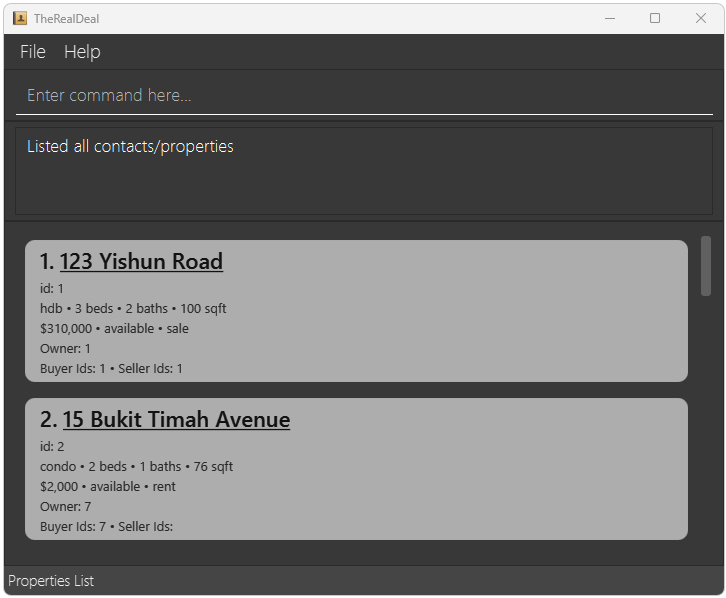 TheRealDeal
File Help
Enter command here...
Listed all contacts/properties
1. 123 Yishun Road
id: 1
hdb • 3 beds • 2 baths • 100 sqft
$310,000 • available • sale
Owner: 1
Buyer Ids: 1 • Seller Ids: 1
2. 15 Bukit Timah Avenue
id: 2
condo • 2 beds • 1 baths • 76 sqft
$2,000 • available • rent
Owner: 7
Buyer Ids: 7 • Seller Ids:
Properties List